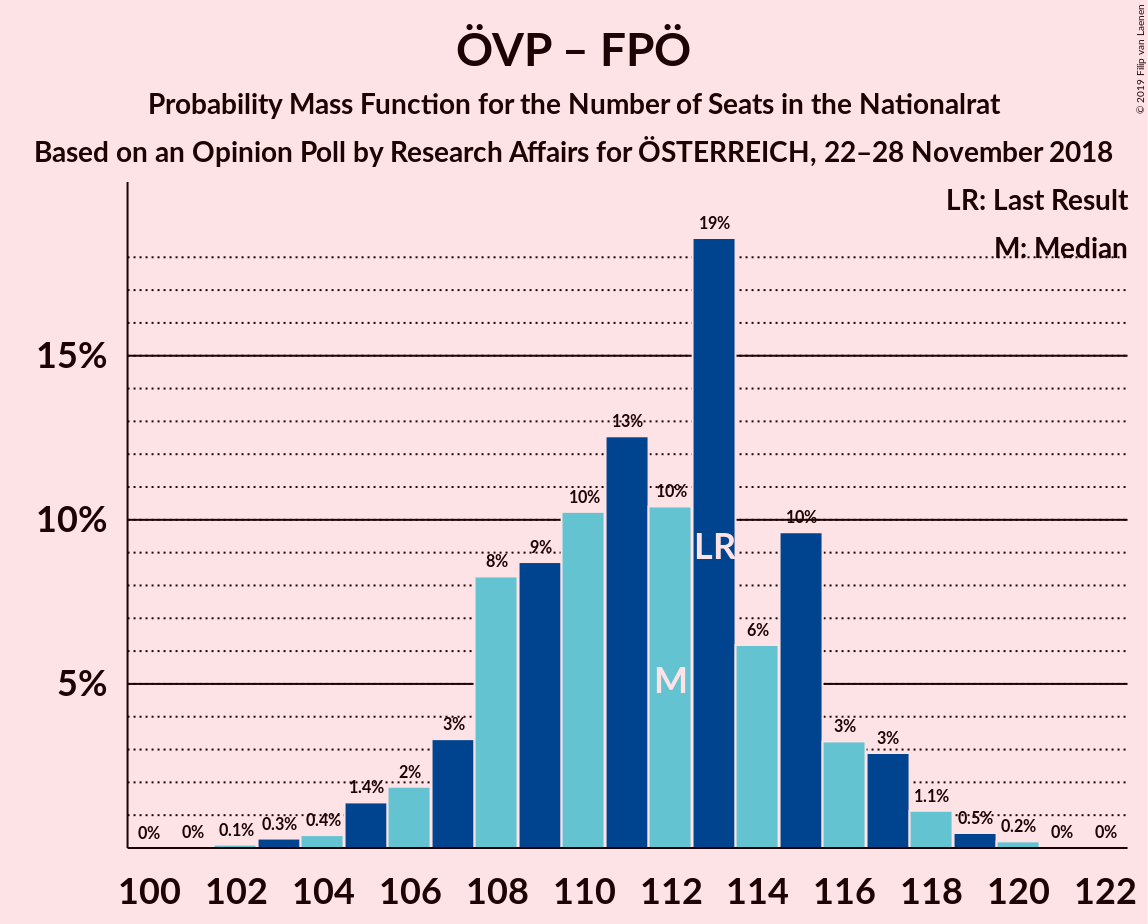 ÖVP – FPÖ
Probability Mass Function for the Number of Seats in the Nationalrat
Based on an Opinion Poll by Research Affairs for ÖSTERREICH, 22–28 November 2018
© 2019 Filip van Laenen
LR: Last Result
M: Median
19%
15%
13%
10% 10% 10%
10%
LR
9%
8%
6%
M
5%
3% 3% 3%
2%
1.4% 1.1%
0% 0% 0.1% 0.3% 0.4% 0.5% 0.2% 0% 0%
100 102 104 106 108 110 112 114 116 118 120 122